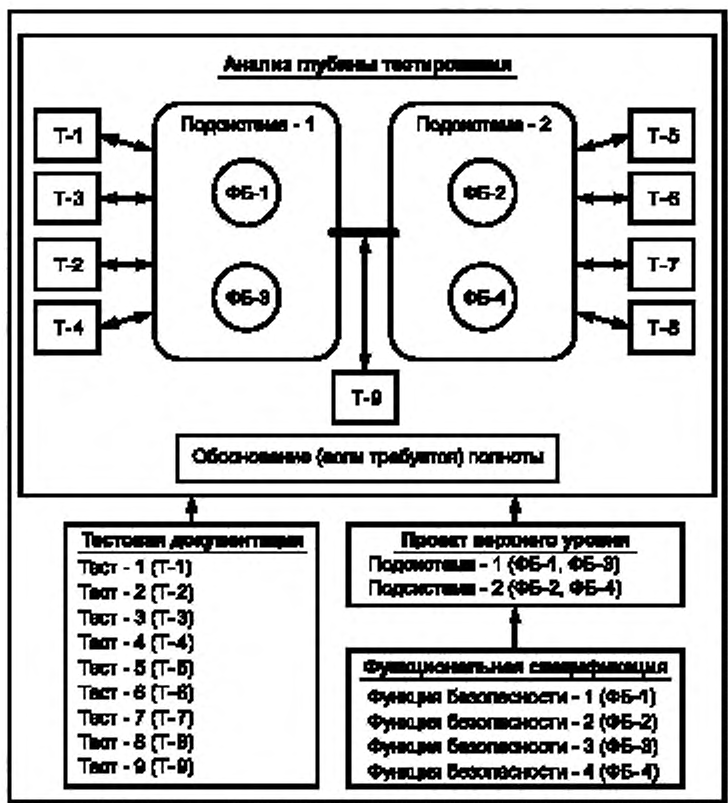 Анализ глубины тестирования
Подсистема - 1
Подсистема - 2
Т-1
Т-3
Т-2
Т-4
ФБ-1
ФБ-3
ФБ-2
ФБ-4
Т-5
Т-6
Т-7
Т-8
Т-9
Обоснование (если требуется) полноты
Тестовая документация
Тест - 1 (Т-1)
Тест - 2 (Т-2)
Тест - 3 (Т-3)
Тест - 4 (Т-4)
Тест - 5 (Т-5)
Тест - 6 (Т-6)
Тест - 7 (Т-7)
Тест - 8 (Т-8)
Тест - 9 (Т-9)
Проект верхнего уровня
Подсистема - 1 (ФБ-1, ФБ-3)
Подсистема - 2 (ФБ-2, ФБ-4)
Функциональная спецификация
Функция безопасности - 1 (ФБ-1)
Функция безопасности - 2 (ФБ-2)
Функция безопасности - 3 (ФБ-3)
Функция безопасности - 4 (ФБ-4)